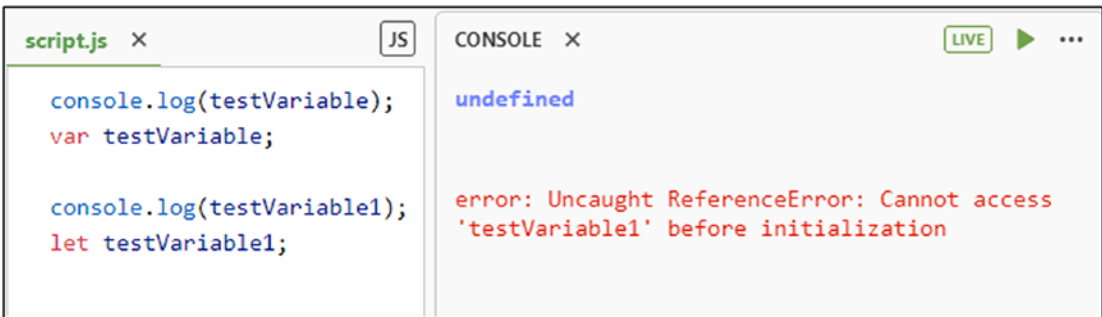 script.js ×
JS
console.log(testVariable);
var testVariable;
console.log(testVariable1);
let testVariable1;
CONSOLE ×
LIVE
undefined
error: Uncaught ReferenceError: Cannot access
'testVariable1' before initialization